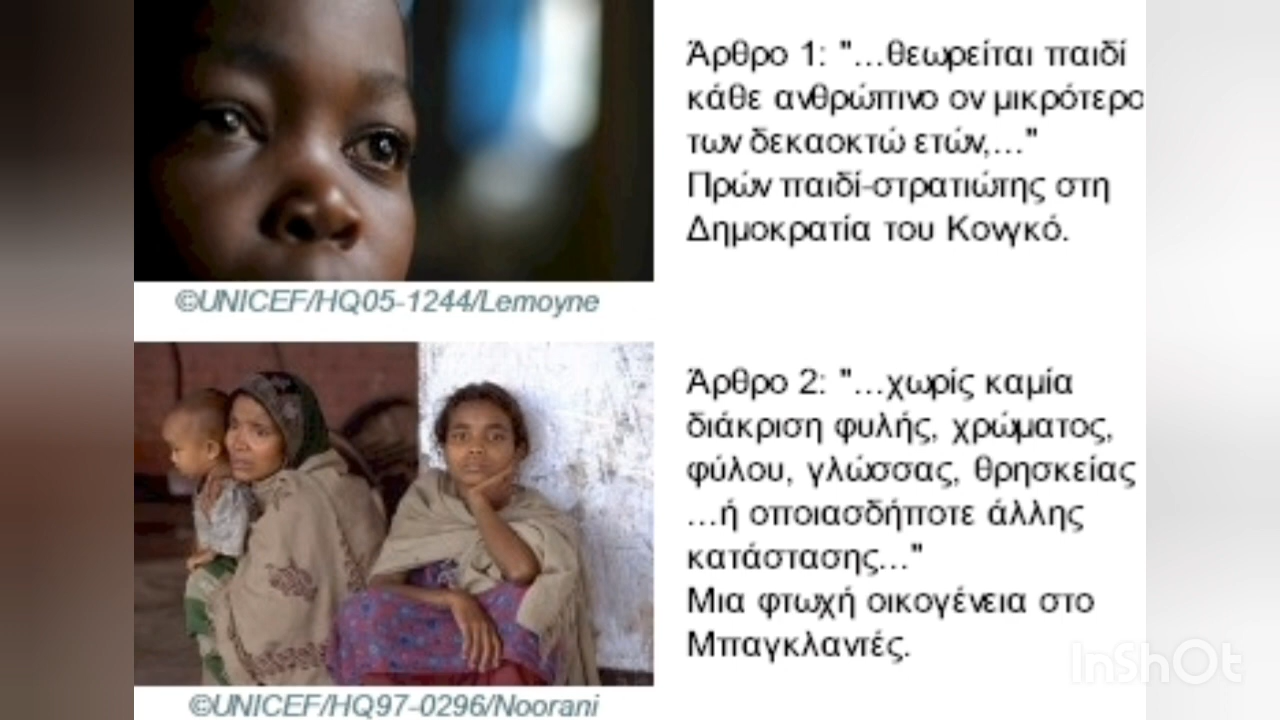 Άρθρο 1: "...θεωρείται παιδί
κάθε ανθρώπινο ον μικρότερο
των δεκαοκτώ ετών,..."
Πρών παιδί-στρατιώτης στη
Δημοκρατία του Κονγκό.
©UNICEF/HQ05-1244/Lemoyne
Άρθρο 2: "...χωρίς καμία
διάκριση φυλής, χρώματος,
φύλου, γλώσσας, θρησκείας
...ή οποιασδήποτε άλλης
κατάστασης..."
Μια φτωχή οικογένεια στο
Μπαγκλαντές.
©UNICEF/HQ97-0296/Noorani
InShOt